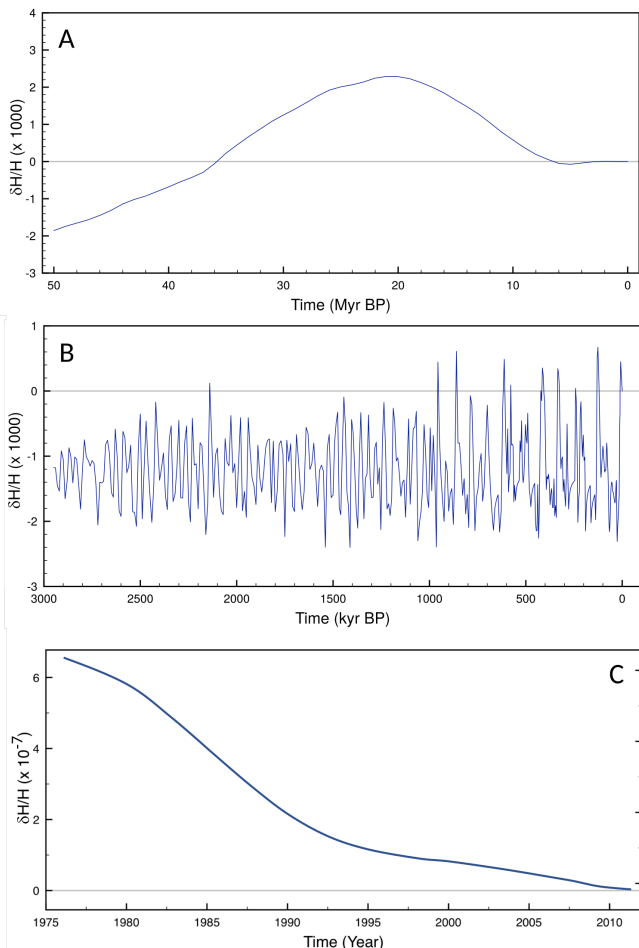 A
4
3
2
1
0
-1
-2
-3
δH/H (x 1000)
50 40 30 20 10 0
Time (Myr BP)
B
1
0
-1
-2
-3
δH/H (x 1000)
3000 2500 2000 1500 1000 500 0
Time (kyr BP)
C
6
4
2
0
δH/H (x 10⁻⁷)
1975 1980 1985 1990 1995 2000 2005 2010
Time (Year)